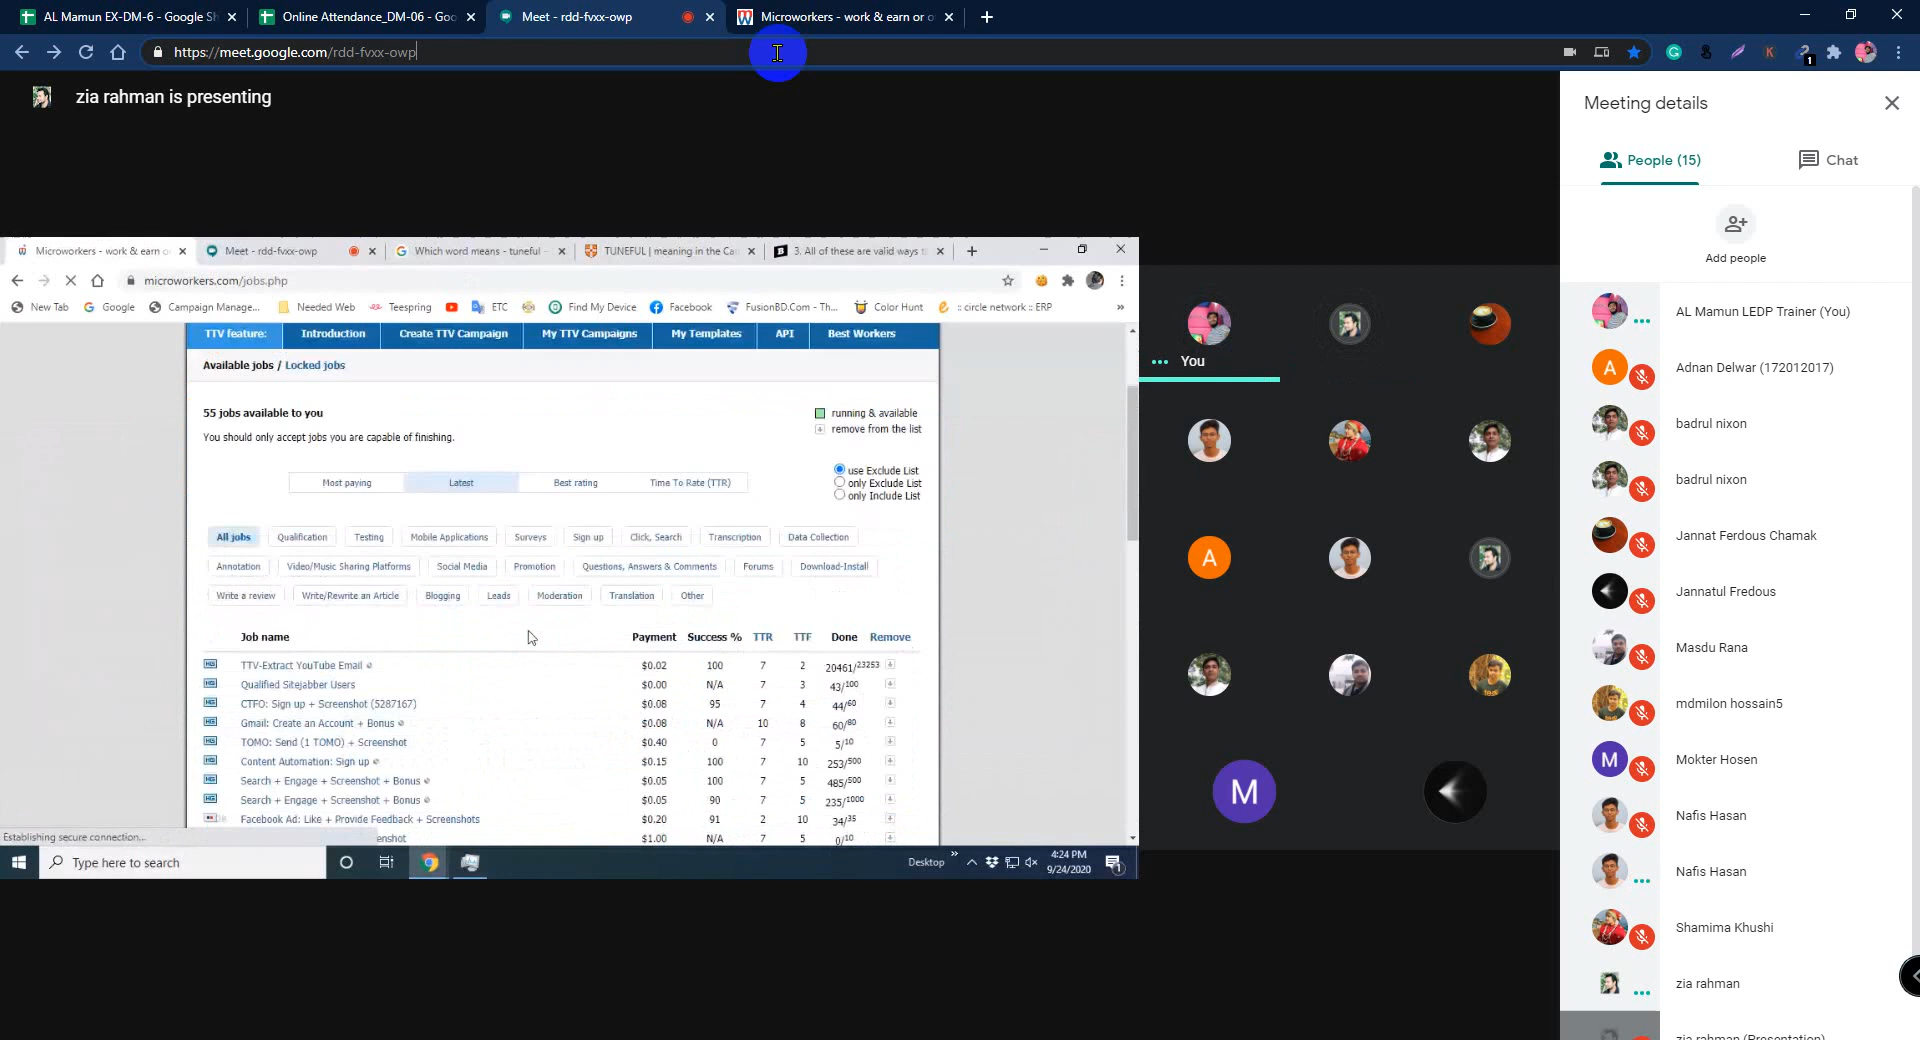 AL Mamun EX-DM-6 - Google Sh
Online Attendance_DM-06 - Goo
Meet - rdd-fvxx-owp
Microworkers - work & earn or o
https://meet.google.com/rdd-fvxx-owp
1
zia rahman is presenting
Meeting details
People (15)
Chat
Add people
AL Mamun LEDP Trainer (You)
A
Adnan Delwar (172012017)
badrul nixon
badrul nixon
Jannat Ferdous Chamak
Jannatul Fredous
Masdu Rana
mdmilon hossain5
M
Mokter Hosen
Nafis Hasan
Nafis Hasan
Shamima Khushi
zia rahman
zia rahman (Presentation)
You
A
M
Microworkers - work & earn or
Meet - rdd-fvxx-owp
Which word means - tuneful -
TUNEFUL | meaning in the Ca
3. All of these are valid ways t
microworkers.com/jobs.php
New Tab
Google
Campaign Manage...
Needed Web
Teespring
ETC
Find My Device
Facebook
FusionBD.Com - Th...
Color Hunt
:: circle network :: ERP
»
TTV feature:
Introduction
Create TTV Campaign
My TTV Campaigns
My Templates
API
Best Workers
Available jobs / Locked jobs
55 jobs available to you
running & available
remove from the list
You should only accept jobs you are capable of finishing.
Most paying
Latest
Best rating
Time To Rate (TTR)
use Exclude List
only Exclude List
only Include List
All jobs
Qualification
Testing
Mobile Applications
Surveys
Sign up
Click, Search
Transcription
Data Collection
Annotation
Video/Music Sharing Platforms
Social Media
Promotion
Questions, Answers & Comments
Forums
Download-Install
Write a review
Write/Rewrite an Article
Blogging
Leads
Moderation
Translation
Other
Job name Payment Success % TTR TTF Done Remove
TTV-Extract YouTube Email $0.02 100 7 2 20461/23253
Qualified Sitejabber Users $0.00 N/A 7 3 43/100
CTFO: Sign up + Screenshot (5287167) $0.08 95 7 4 44/60
Gmail: Create an Account + Bonus $0.08 N/A 10 8 60/80
TOMO: Send (1 TOMO) + Screenshot $0.40 0 7 5 5/10
Content Automation: Sign up $0.15 100 7 10 253/500
Search + Engage + Screenshot + Bonus $0.05 100 7 5 485/500
Search + Engage + Screenshot + Bonus $0.05 90 7 5 235/1000
Facebook Ad: Like + Provide Feedback + Screenshots $0.20 91 2 10 34/35
enshot $1.00 N/A 7 5 0/10
Establishing secure connection...
Type here to search
Desktop
»
4:24 PM
9/24/2020
1